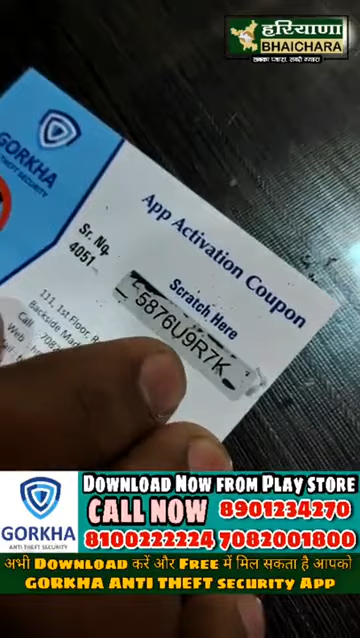 हरियाणा
BHAICHARA
सबका प्यारा, सबसे न्यारा
GORKHA
THEFT SECURITY
App Activation Coupon
Sr. No.
4051
Scratch Here
5876U9R7K
111, 1st Floor,
Backside
Call
Web
DOWNLOAD NOW FROM PLAY STORE
CALL NOW 8901234270
8100222224 7082001800
GORKHA
ANTI THEFT SECURITY
अभी DOWNLOAD करें और FREE में मिल सकता है आपको
GORKHA ANTI THEFT SECURITY APP